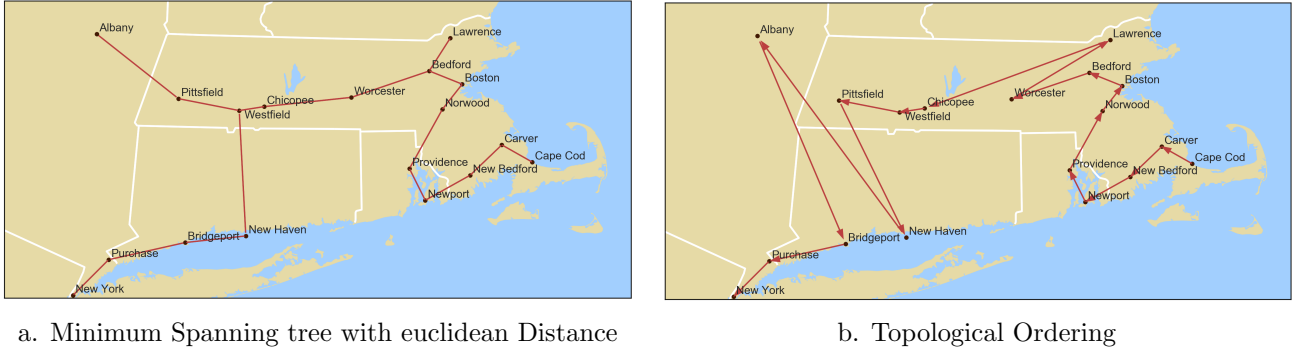 Albany
Lawrence
Bedford
Boston
Pittsfield
Chicopee
Worcester
Westfield
Norwood
Carver
Cape Cod
Providence
New Bedford
Newport
New Haven
Bridgeport
Purchase
New York
Albany
Lawrence
Bedford
Boston
Pittsfield
Chicopee
Worcester
Westfield
Norwood
Carver
Cape Cod
Providence
New Bedford
Newport
New Haven
Bridgeport
Purchase
New York
a. Minimum Spanning tree with euclidean Distance
b. Topological Ordering